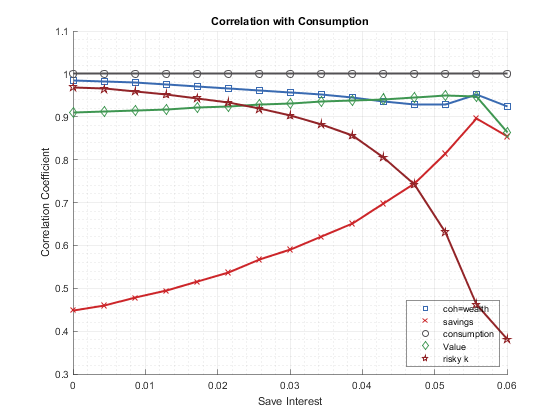 Correlation with Consumption
1.1
1
0.9
0.8
0.7
0.6
0.5
0.4
0.3
Correlation Coefficient
0
0.01
0.02
0.03
0.04
0.05
0.06
Save Interest
coh=wealth
savings
consumption
Value
risky k